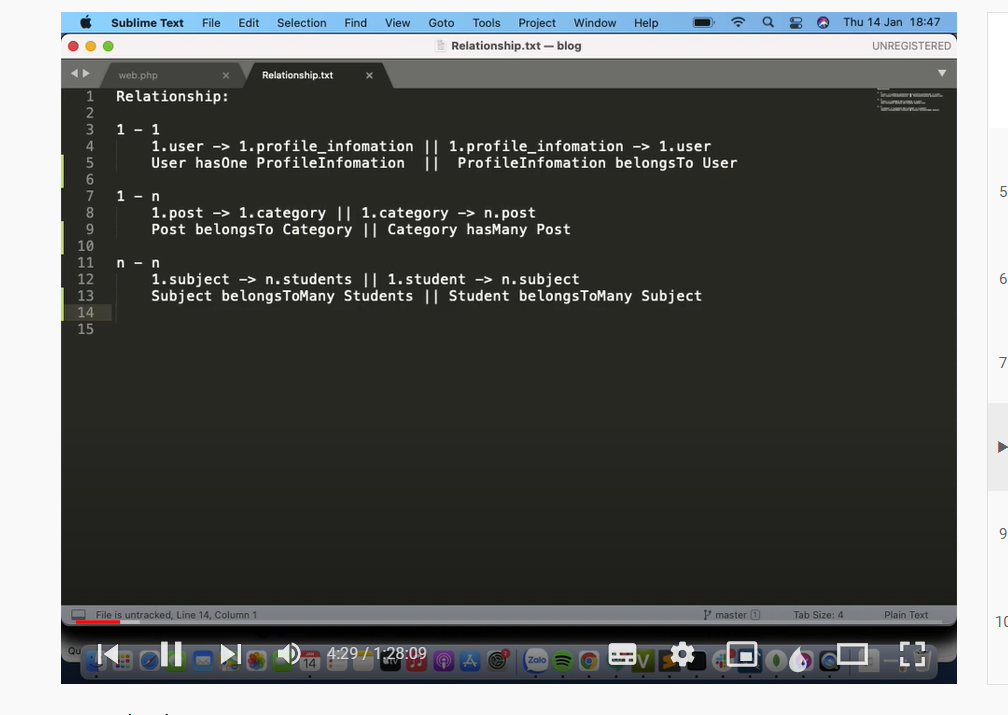 Sublime Text File Edit Selection Find View Goto Tools Project Window Help Thu 14 Jan 18:47
Relationship.txt — blog UNREGISTERED
web.php Relationship.txt
1 Relationship:
2
3 1 – 1
4 1.user –> 1.profile_infomation || 1.profile_infomation –> 1.user
5 User hasOne ProfileInfomation || ProfileInfomation belongsTo User
6
7 1 – n
8 1.post –> 1.category || 1.category –> n.post
9 Post belongsTo Category || Category hasMany Post
10
11 n – n
12 1.subject –> n.students || 1.student –> n.subject
13 Subject belongsToMany Students || Student belongsToMany Subject
14
15
File is untracked, Line 14, Column 1 master 1 Tab Size: 4 Plain Text
4:29 / 1:28:09
14
Zalo
5
6
7
9
10